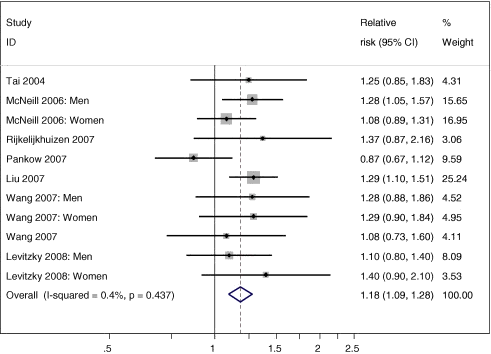 Study Relative %
ID risk (95% CI) Weight
Tai 2004 1.25 (0.85, 1.83) 4.31
McNeill 2006: Men 1.28 (1.05, 1.57) 15.65
McNeill 2006: Women 1.08 (0.89, 1.31) 16.95
Rijkelijkhuizen 2007 1.37 (0.87, 2.16) 3.06
Pankow 2007 0.87 (0.67, 1.12) 9.59
Liu 2007 1.29 (1.10, 1.51) 25.24
Wang 2007: Men 1.28 (0.88, 1.86) 4.52
Wang 2007: Women 1.29 (0.90, 1.84) 4.95
Wang 2007 1.08 (0.73, 1.60) 4.11
Levitzky 2008: Men 1.10 (0.80, 1.40) 8.09
Levitzky 2008: Women 1.40 (0.90, 2.10) 3.53
Overall (I-squared = 0.4%, p = 0.437) 1.18 (1.09, 1.28) 100.00
.5 1 1.5 2 2.5